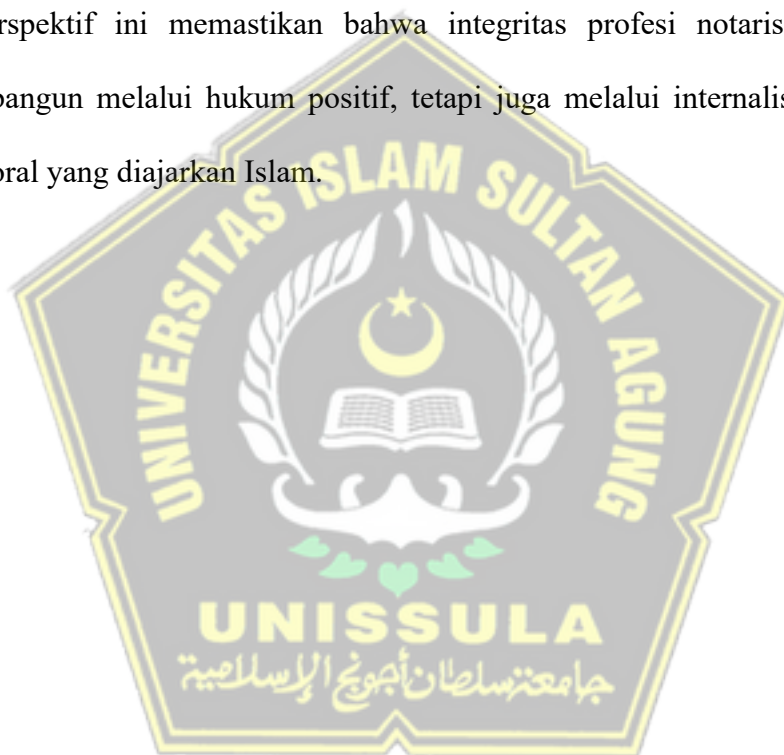 rspektif ini memastikan bahwa integritas profesi notaris
bangun melalui hukum positif, tetapi juga melalui internalis
oral yang diajarkan Islam.
UNIVERSITAS ISLAM SULTAN AGUNG
UNISSULA
جامعة سلطان أجونج الإسلامية